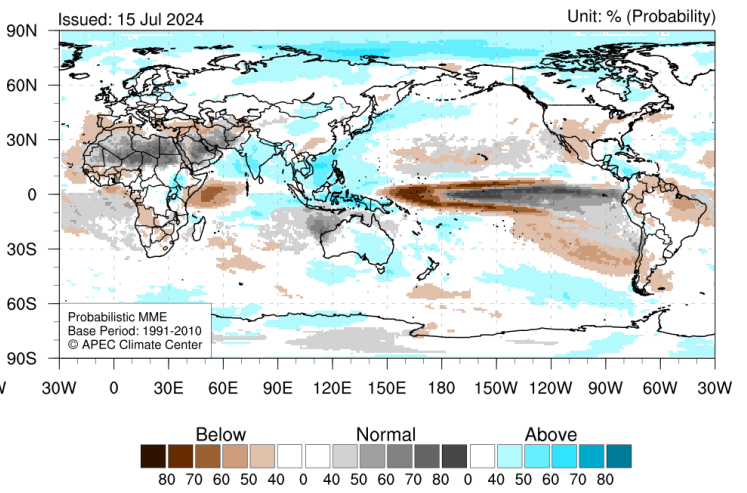 Issued: 15 Jul 2024
Unit: % (Probability)
90N
60N
30N
0
30S
60S
90S
Probabilistic MME
Base Period: 1991-2010
© APEC Climate Center
W 30W 0 30E 60E 90E 120E 150E 180 150W 120W 90W 60W 30W
Below Normal Above
80 70 60 50 40 0 40 50 60 70 80 0 40 50 60 70 80